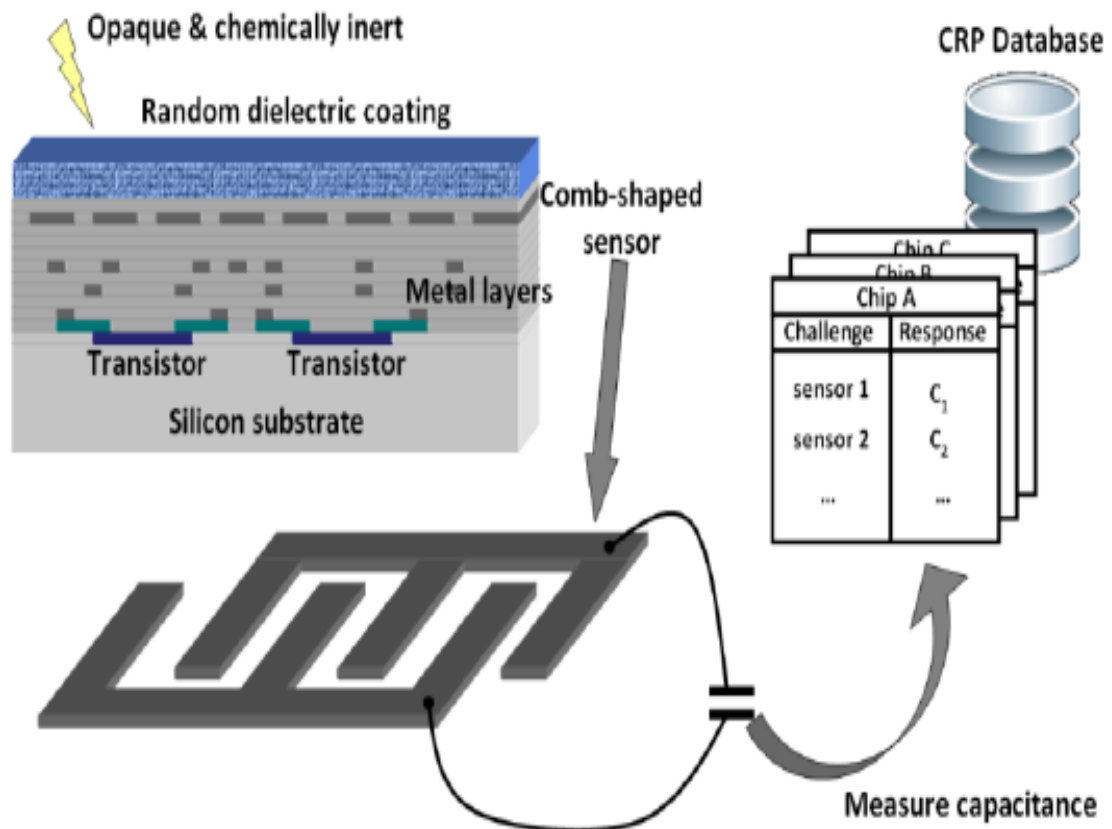 Opaque & chemically inert
CRP Database
Random dielectric coating
Comb-shaped
sensor
Metal layers
Transistor
Transistor
Silicon substrate
Chip C
Chip B
Chip A
Challenge Response
sensor 1 C1
sensor 2 C2
... ...
Measure capacitance